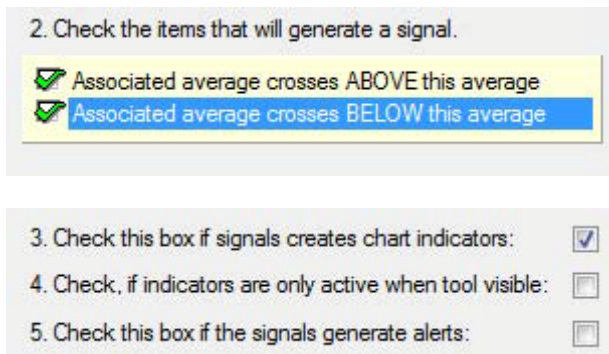 2. Check the items that will generate a signal.
Associated average crosses ABOVE this average
Associated average crosses BELOW this average
3. Check this box if signals creates chart indicators:
4. Check, if indicators are only active when tool visible:
5. Check this box if the signals generate alerts: